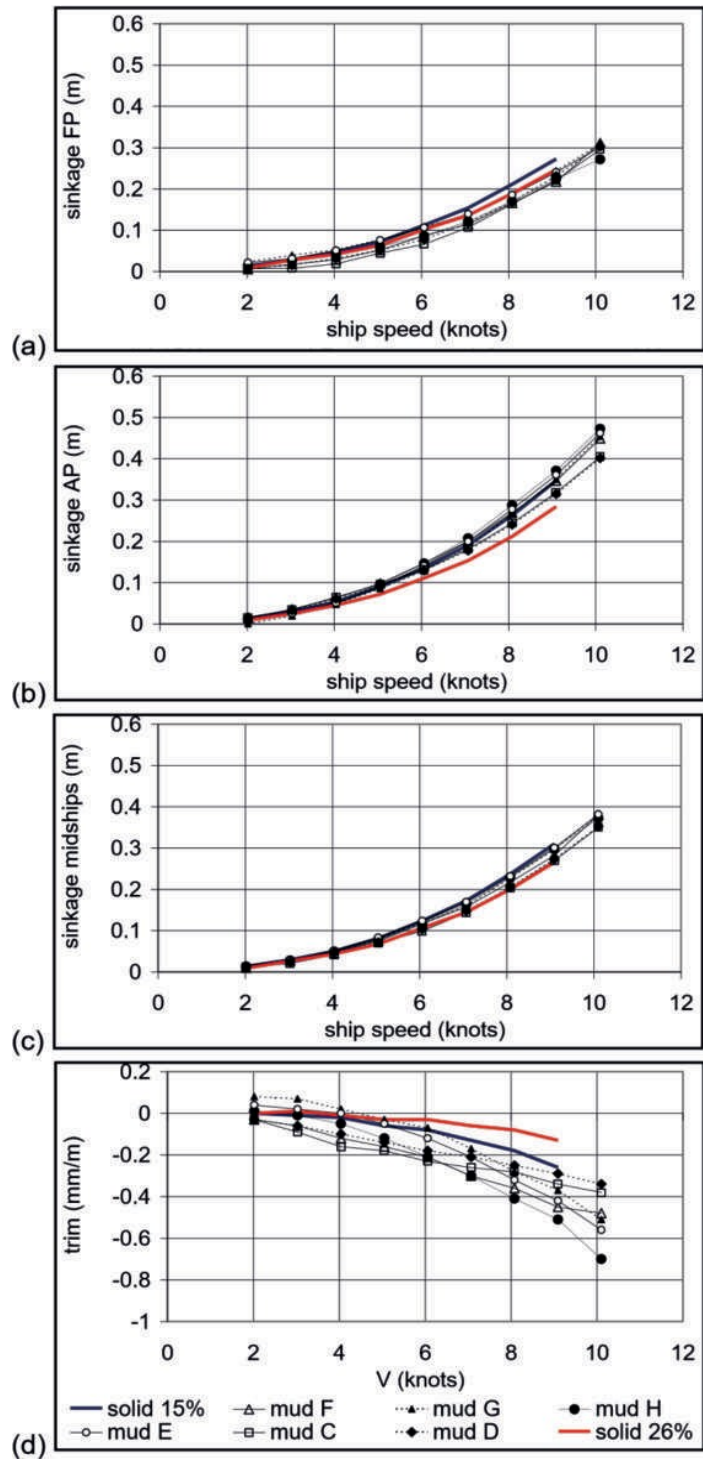 0.6
0.5
0.4
0.3
0.2
0.1
0
sinkage FP (m)
0 2 4 6 8 10 12
ship speed (knots)
(a)
0.6
0.5
0.4
0.3
0.2
0.1
0
sinkage AP (m)
0 2 4 6 8 10 12
ship speed (knots)
(b)
0.6
0.5
0.4
0.3
0.2
0.1
0
sinkage midships (m)
0 2 4 6 8 10 12
ship speed (knots)
(c)
0.2
0
-0.2
-0.4
-0.6
-0.8
-1
trim (mm/m)
0 2 4 6 8 10 12
V (knots)
solid 15% mud F mud G mud H
mud E mud C mud D solid 26%
(d)